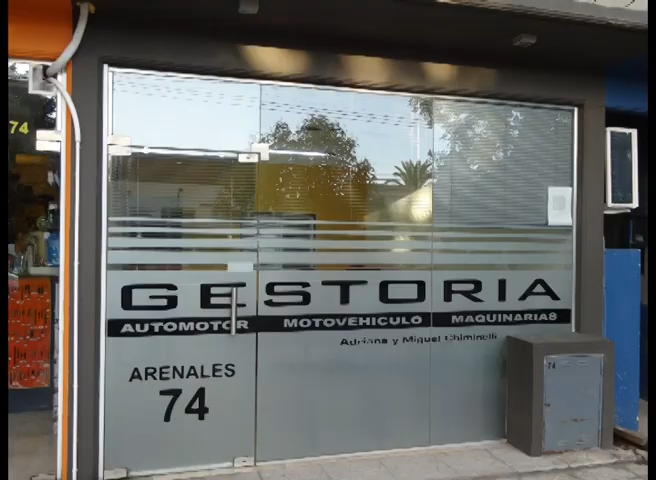 74
GESTORIA
AUTOMOTOR MOTOVEHICULO MAQUINARIAS
Adriana y Miguel Chiminelli
ARENALES
74
74